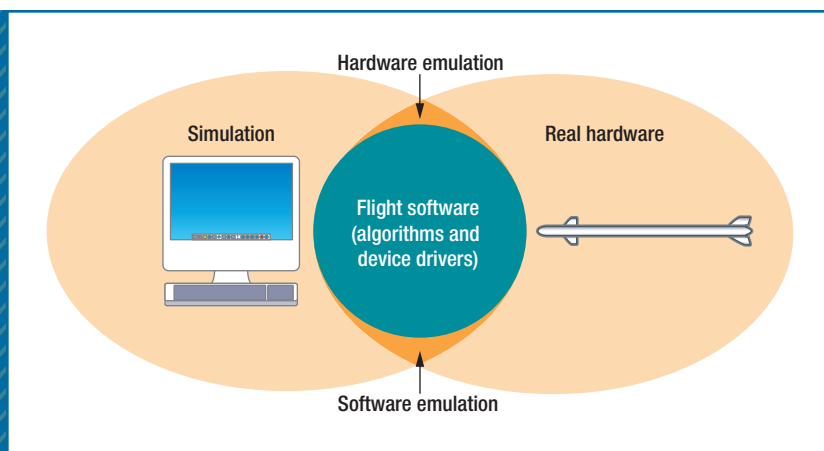 Hardware emulation
Simulation
Real hardware
Flight software
(algorithms and
device drivers)
Software emulation